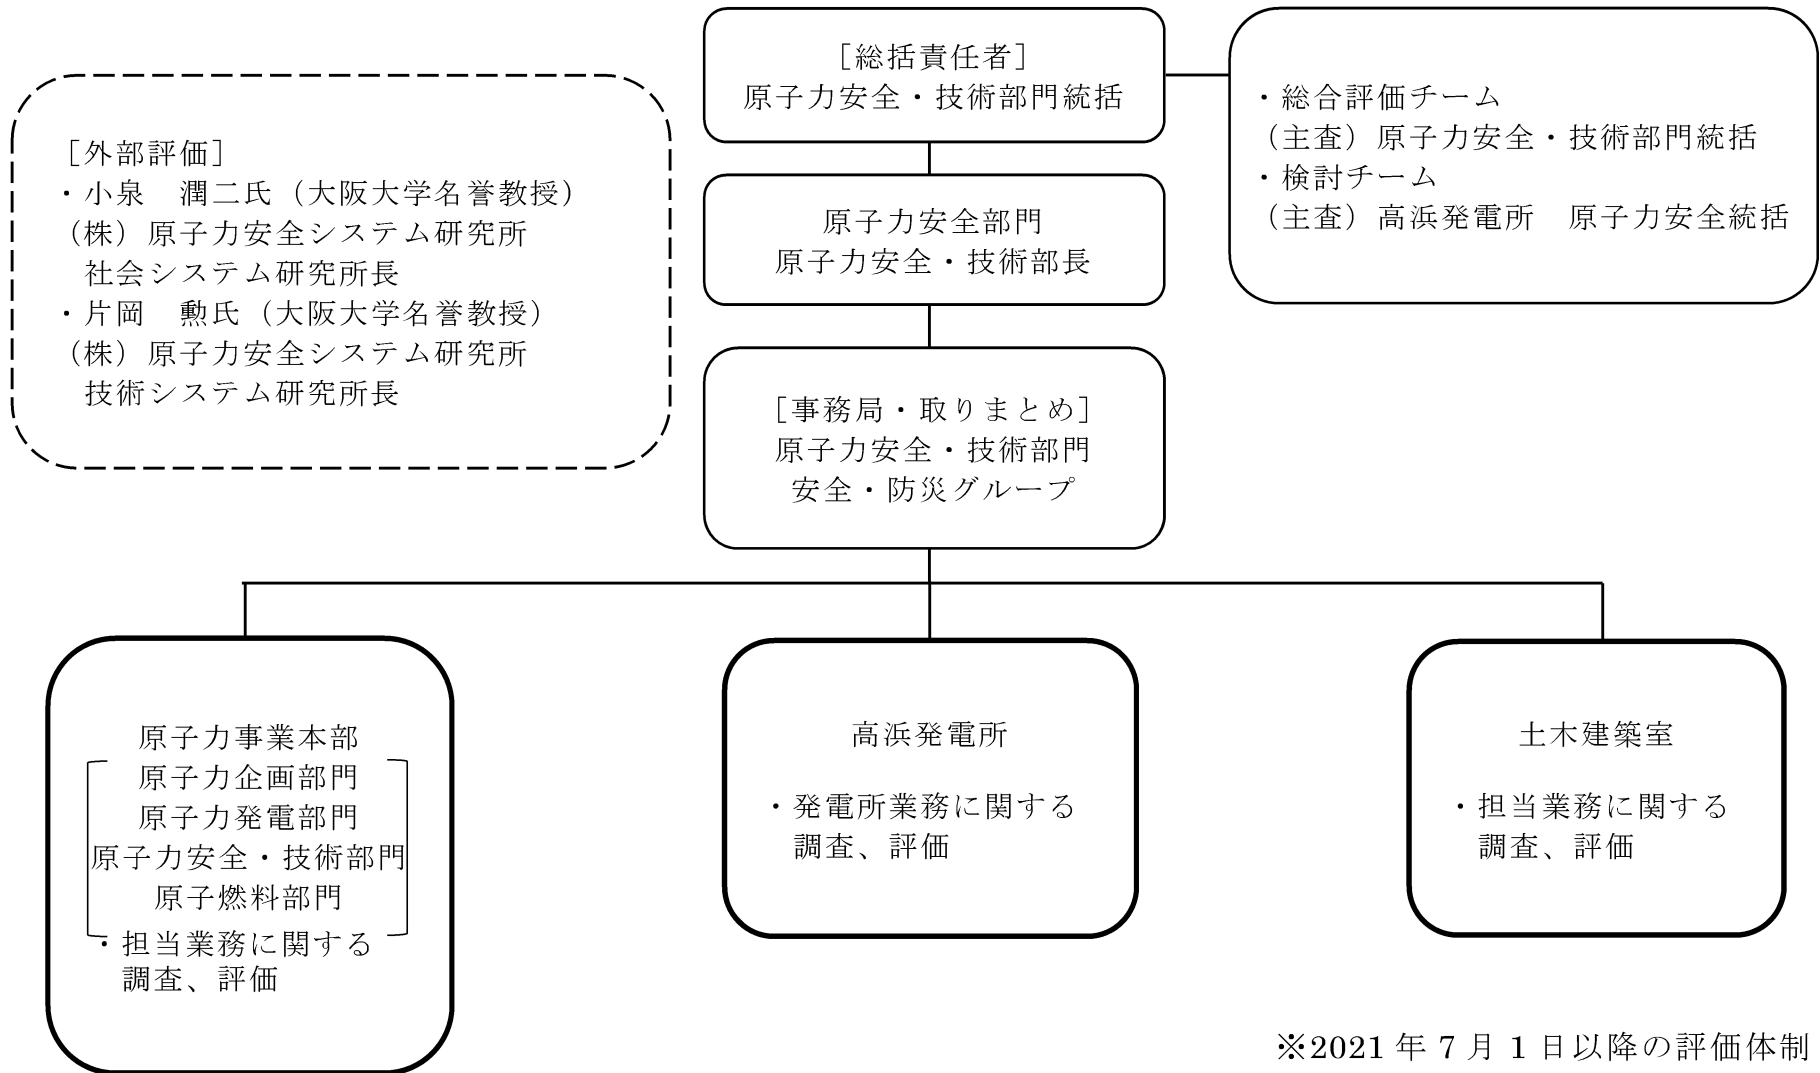 ［総括責任者］
原子力安全・技術部門統括
・総合評価チーム
（主査）原子力安全・技術部門統括
・検討チーム
（主査）高浜発電所　原子力安全統括
［外部評価］
・小泉　潤二氏（大阪大学名誉教授）
（株）原子力安全システム研究所
社会システム研究所長
・片岡　勲氏（大阪大学名誉教授）
（株）原子力安全システム研究所
技術システム研究所長
原子力安全部門
原子力安全・技術部長
［事務局・取りまとめ］
原子力安全・技術部門
安全・防災グループ
原子力事業本部
原子力企画部門
原子力発電部門
原子力安全・技術部門
原子燃料部門
・担当業務に関する
調査、評価
高浜発電所
・発電所業務に関する
調査、評価
土木建築室
・担当業務に関する
調査、評価
※2021 年 7 月 1 日以降の評価体制